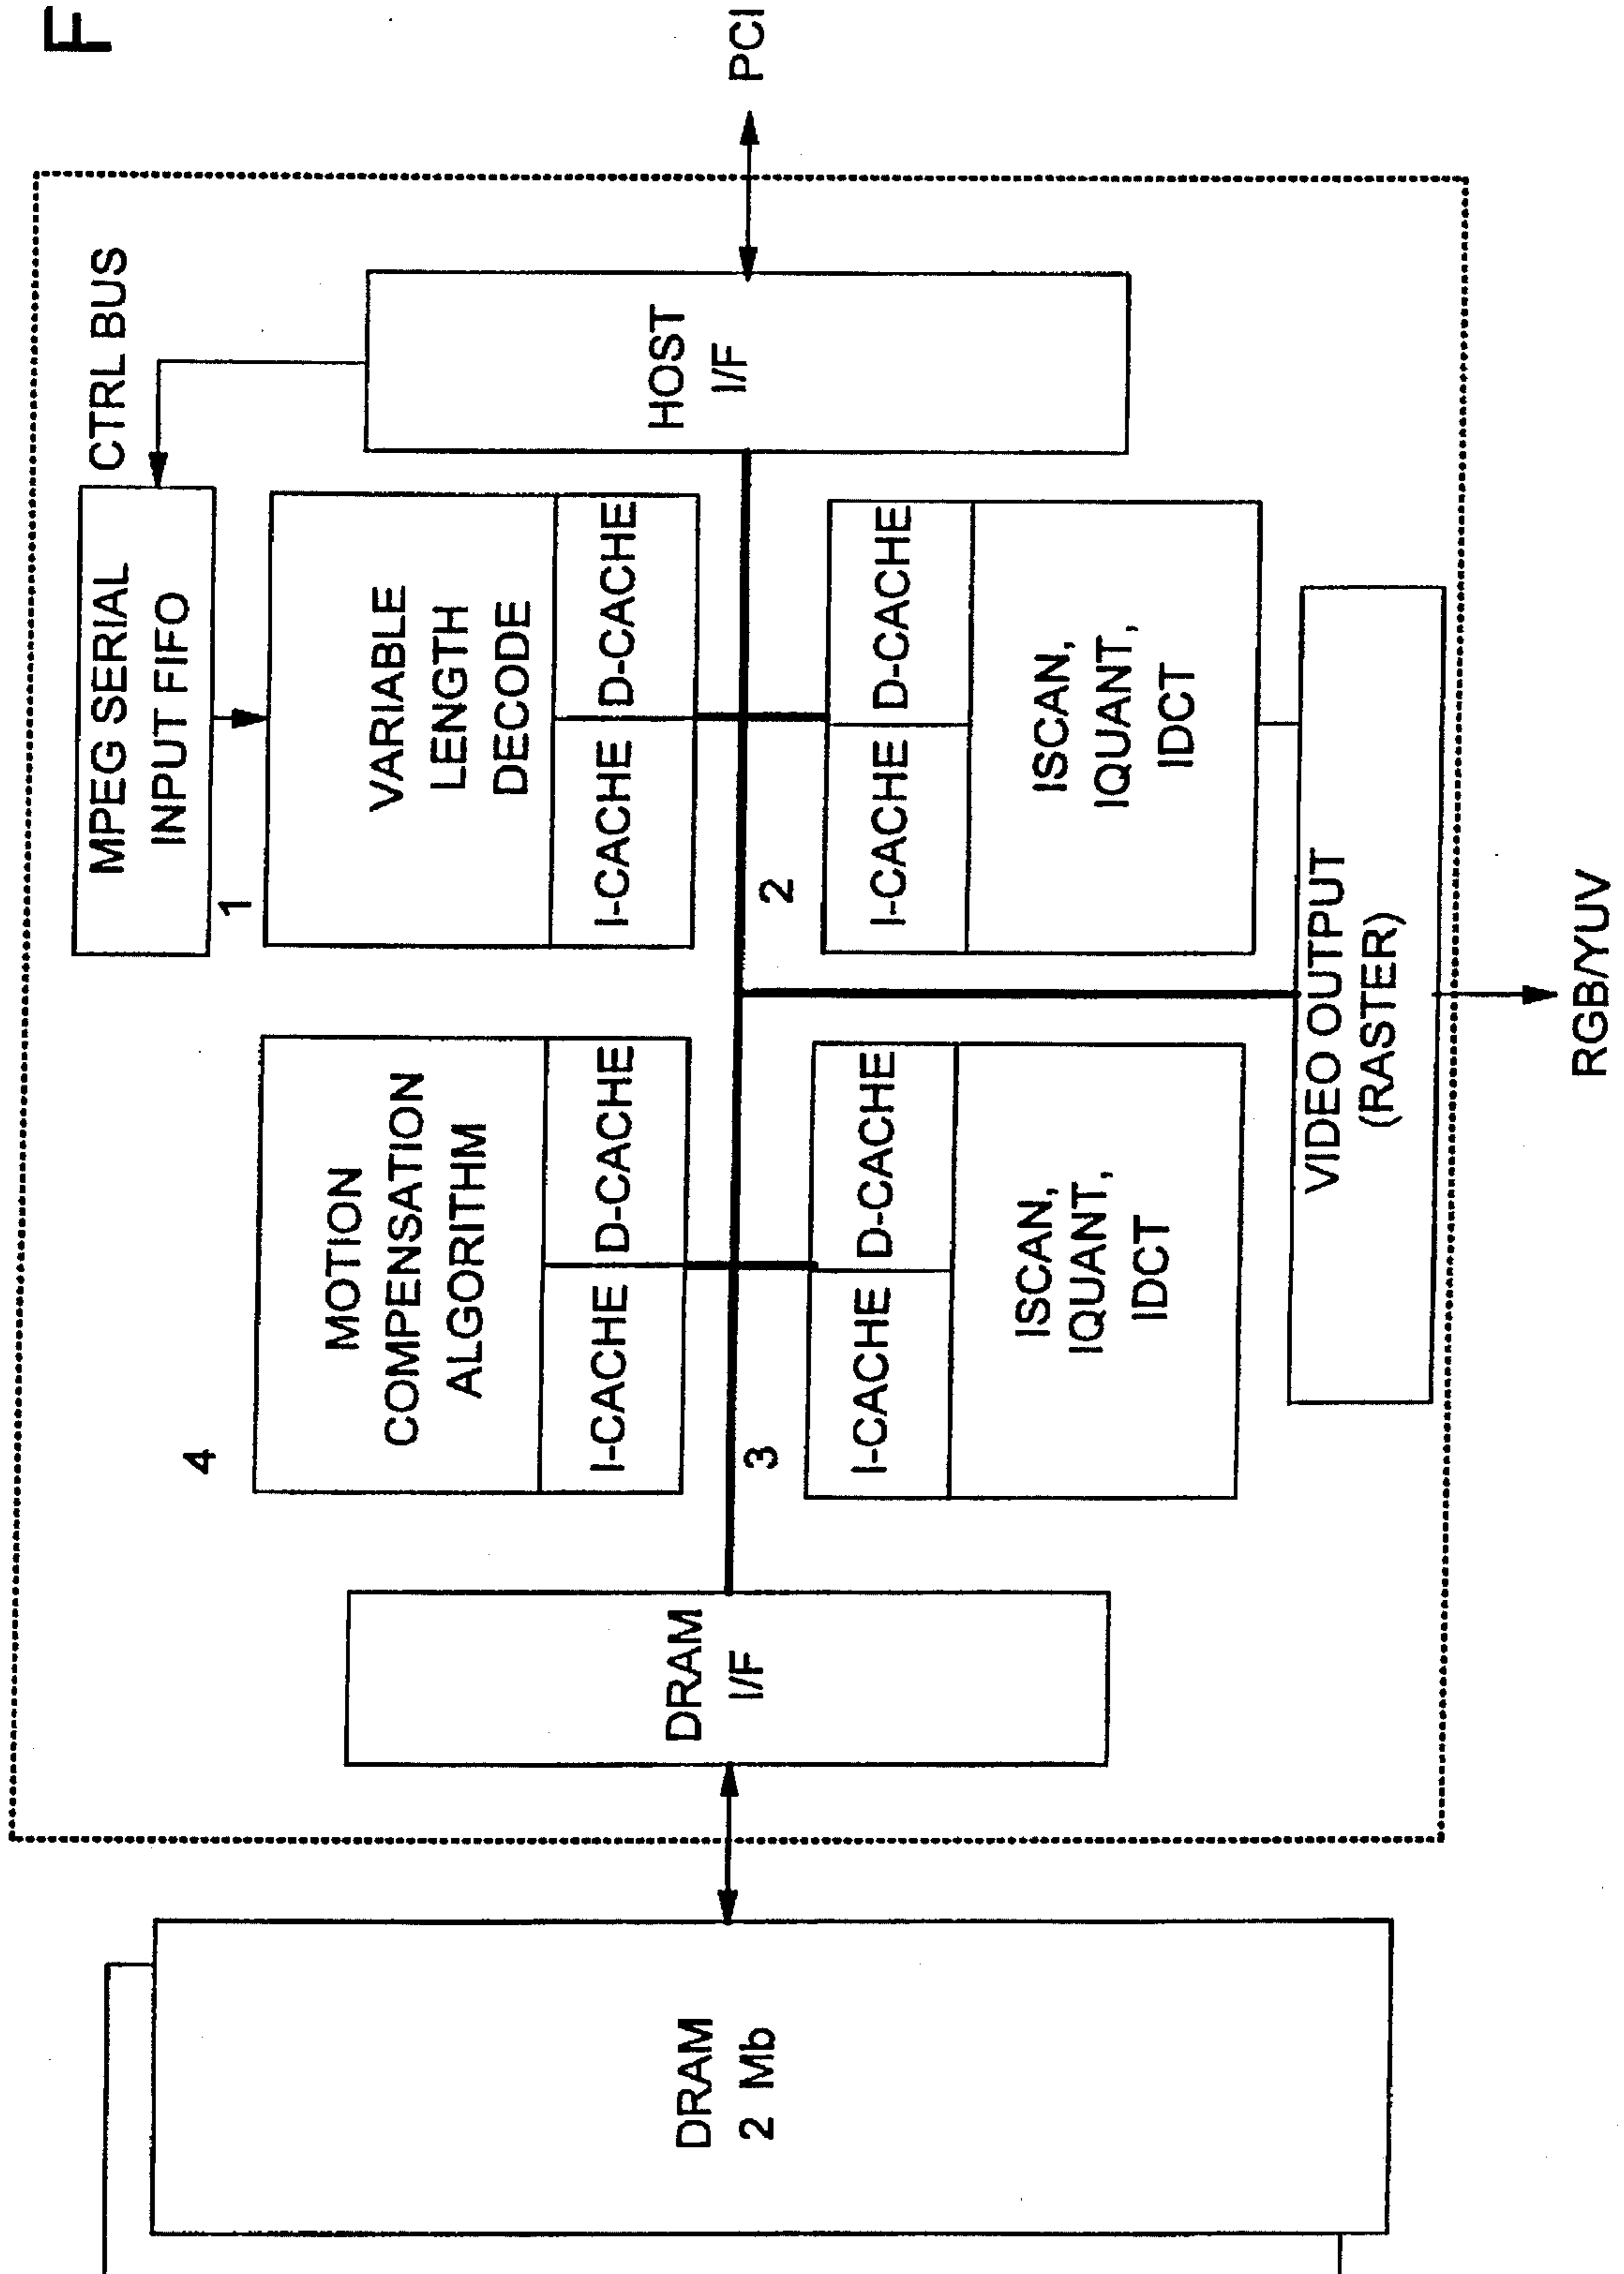 MPEG SERIAL
INPUT FIFO
CTRL BUS
4
1
MOTION
COMPENSATION
ALGORITHM
I-CACHE
D-CACHE
VARIABLE
LENGTH
DECODE
I-CACHE
D-CACHE
DRAM
2 Mb
DRAM
I/F
HOST
I/F
PCI
3
2
I-CACHE
D-CACHE
ISCAN,
IQUANT,
IDCT
I-CACHE
D-CACHE
ISCAN,
IQUANT,
IDCT
VIDEO OUTPUT
(RASTER)
RGB/YUV